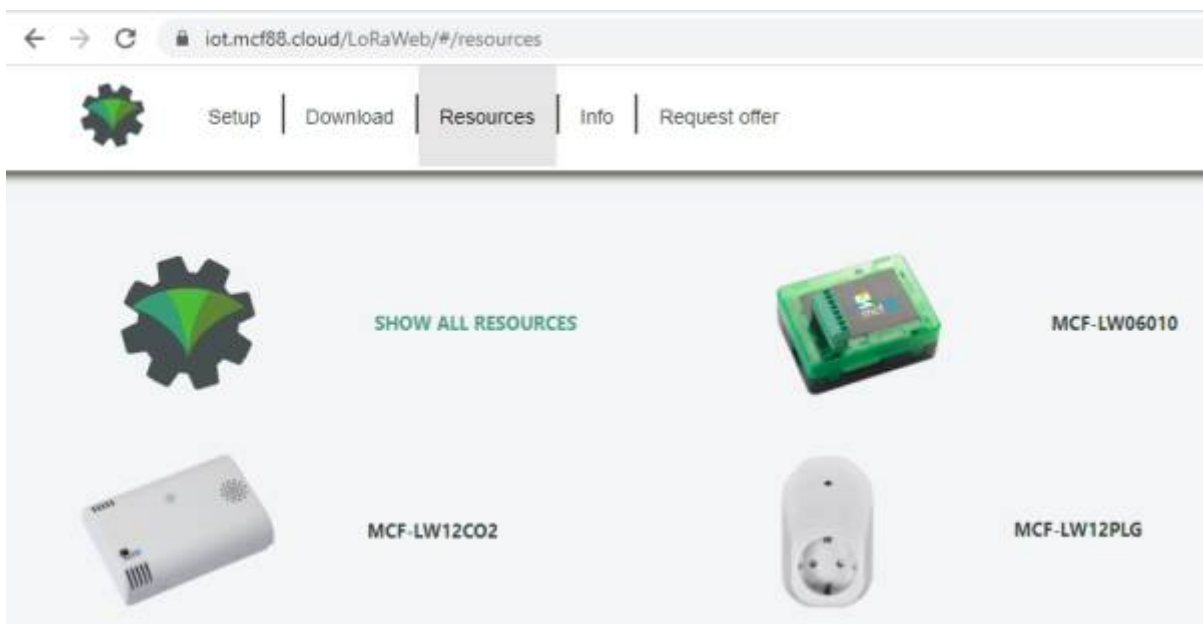 iot.mcf88.cloud/LoRaWeb/#/resources
Setup Download Resources Info Request offer
SHOW ALL RESOURCES
MCF-LW06010
MCF-LW12CO2
MCF-LW12PLG